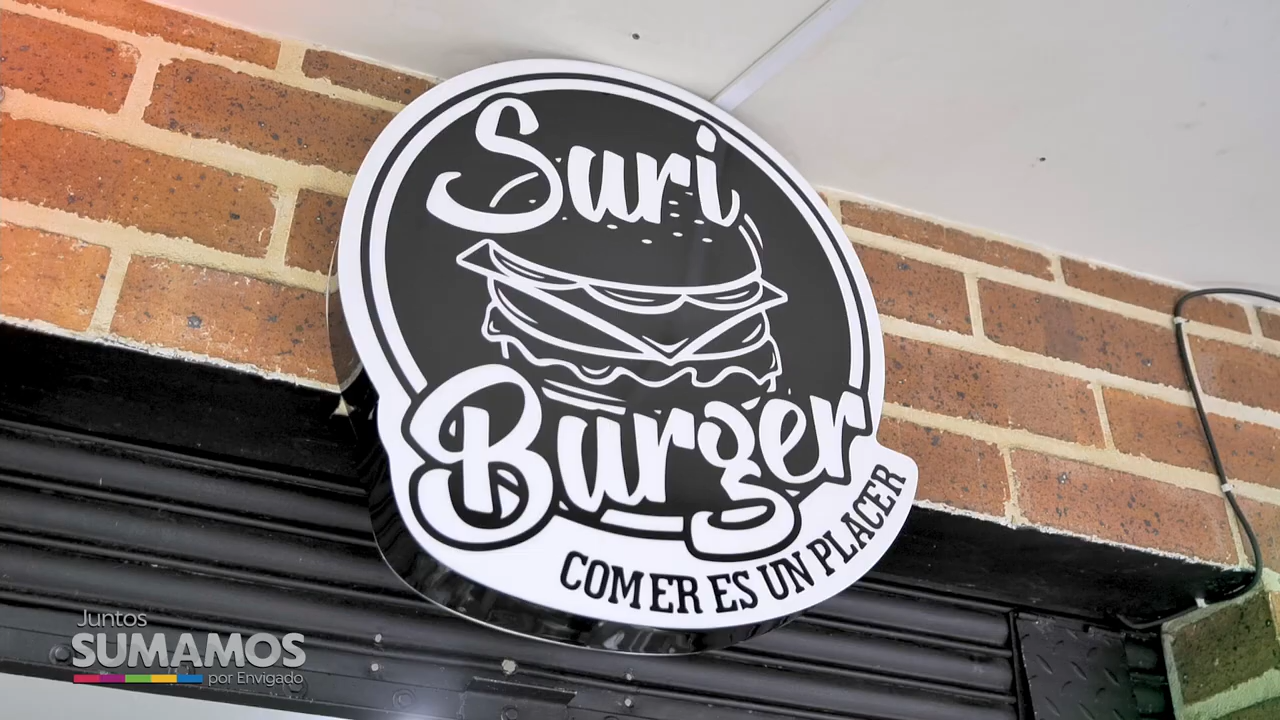 Suri
Burger
COMER ES UN PLACER
Juntos
SUMAMOS
por Envigado